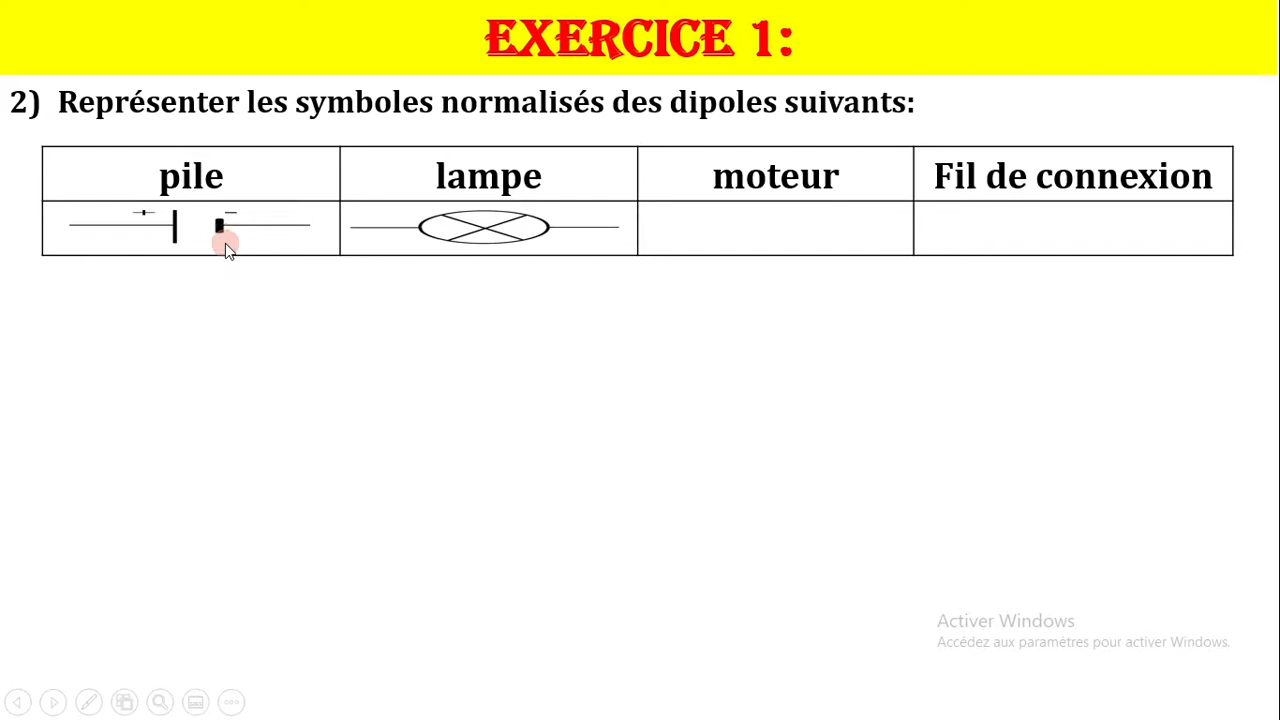 EXERCICE 1:
2) Représenter les symboles normalisés des dipoles suivants:
pile lampe moteur Fil de connexion
+ −
Activer Windows
Accédez aux paramètres pour activer Windows.